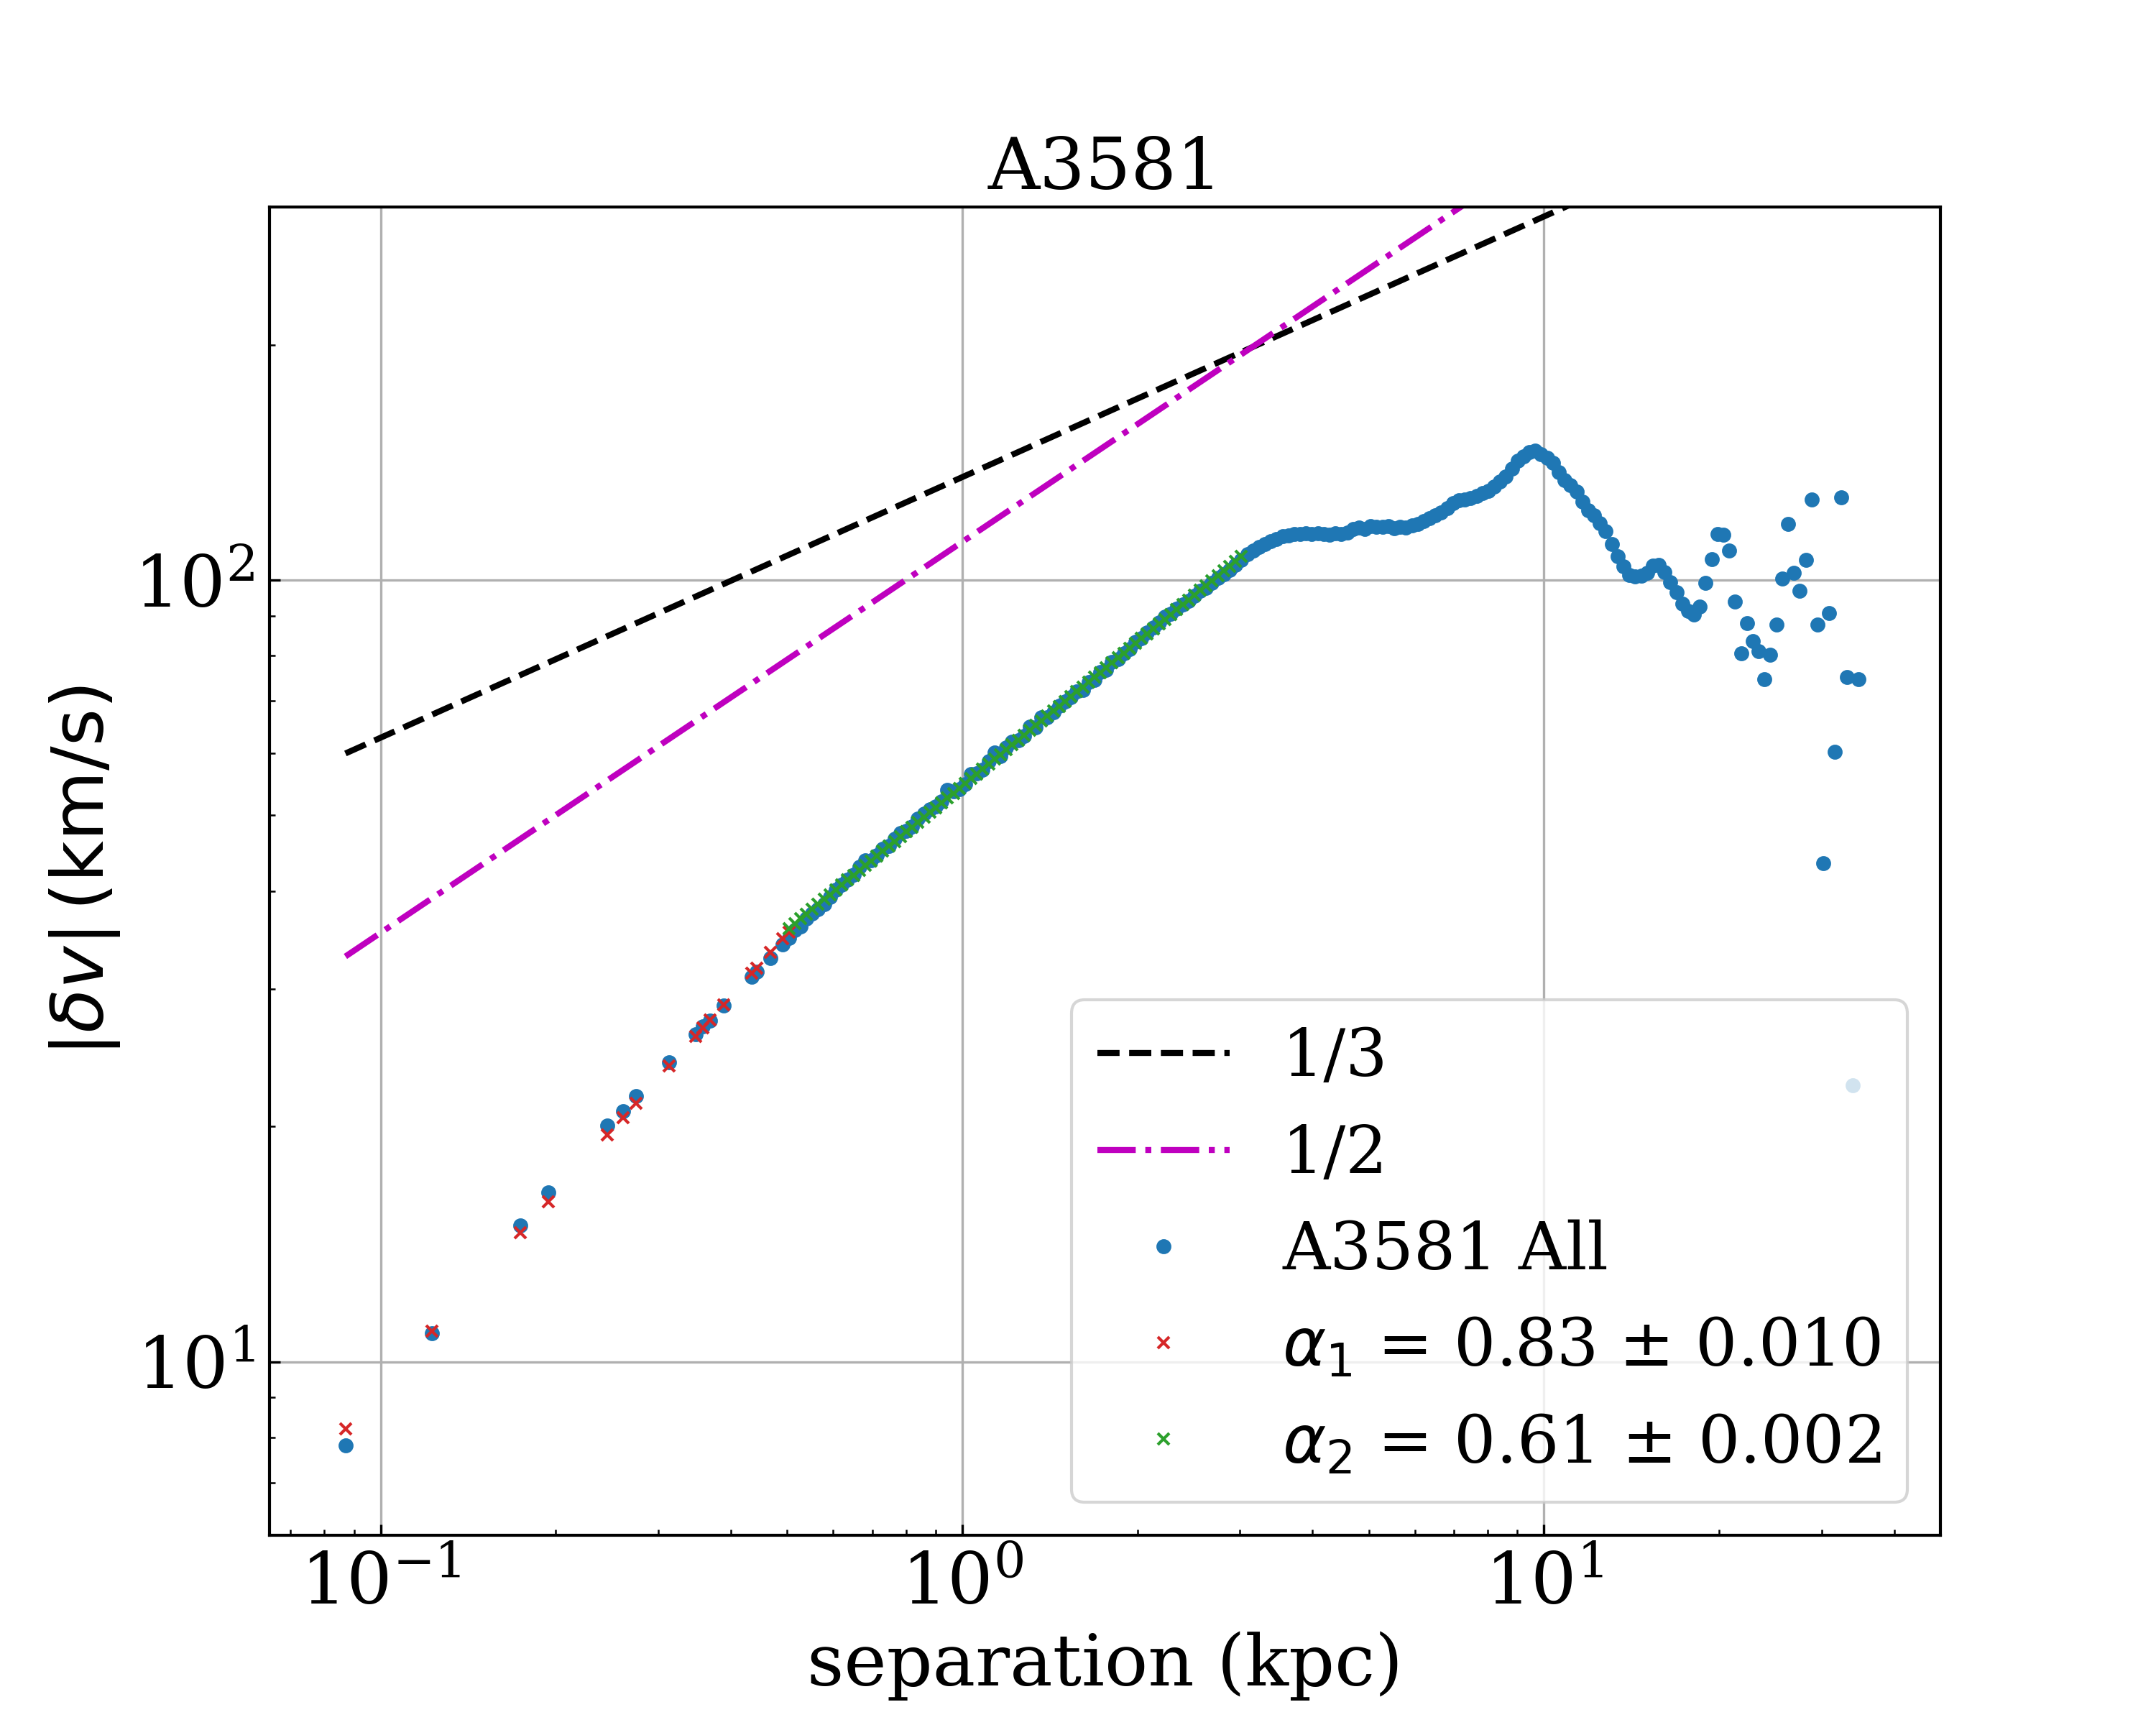 A3581
|δv| (km/s)
10²
10¹
1/3
1/2
A3581 All
α₁ = 0.83 ± 0.010
α₂ = 0.61 ± 0.002
10⁻¹
10⁰
10¹
separation (kpc)